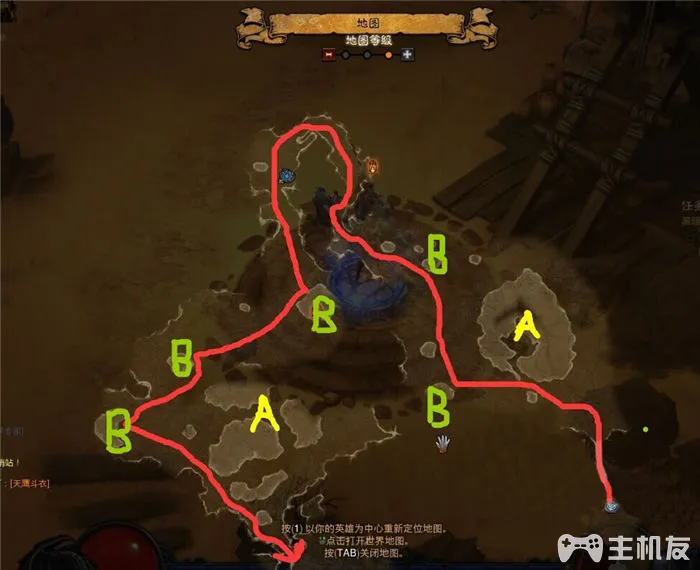 地图
地图等級
B
A
B
B
B
A
B
[天鹰斗衣]
按(1) 以你的英雄为中心重新定位地图。
点击打开世界地图。
按(TAB)关闭地图。
主机友